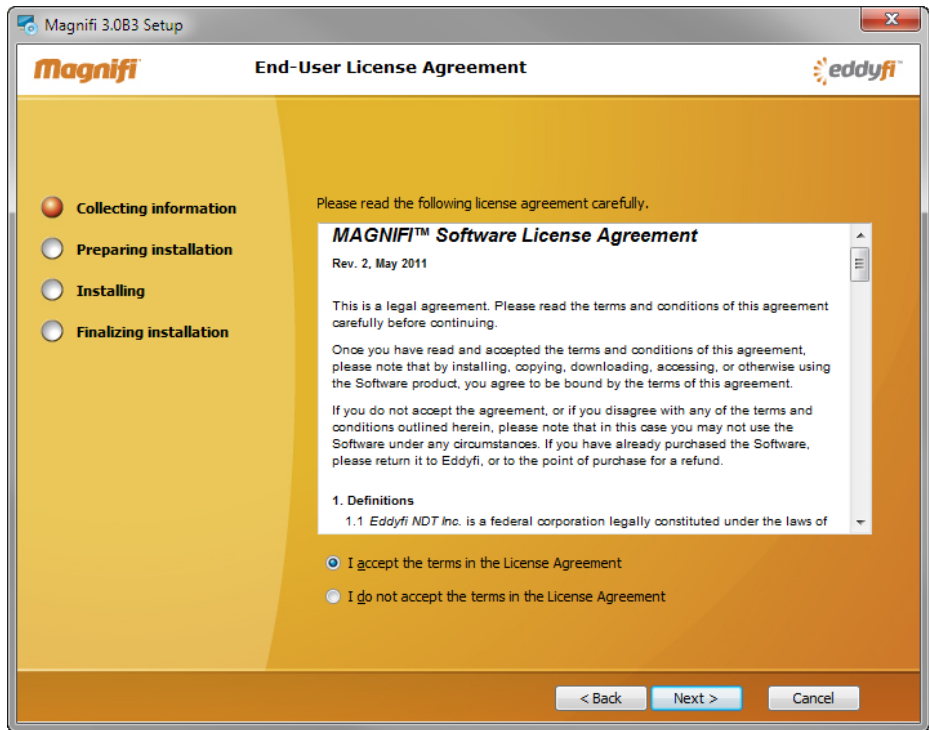 Magnifi 3.0B3 Setup
Magnifi
End-User License Agreement
eddyfi™
Collecting information
Preparing installation
Installing
Finalizing installation
Please read the following license agreement carefully.
MAGNIFI™ Software License Agreement
Rev. 2, May 2011
This is a legal agreement. Please read the terms and conditions of this agreement
carefully before continuing.
Once you have read and accepted the terms and conditions of this agreement,
please note that by installing, copying, downloading, accessing, or otherwise using
the Software product, you agree to be bound by the terms of this agreement.
If you do not accept the agreement, or if you disagree with any of the terms and
conditions outlined herein, please note that in this case you may not use the
Software under any circumstances. If you have already purchased the Software,
please return it to Eddyfi, or to the point of purchase for a refund.
1. Definitions
1.1 Eddyfi NDT Inc. is a federal corporation legally constituted under the laws of
I accept the terms in the License Agreement
I do not accept the terms in the License Agreement
< Back
Next >
Cancel